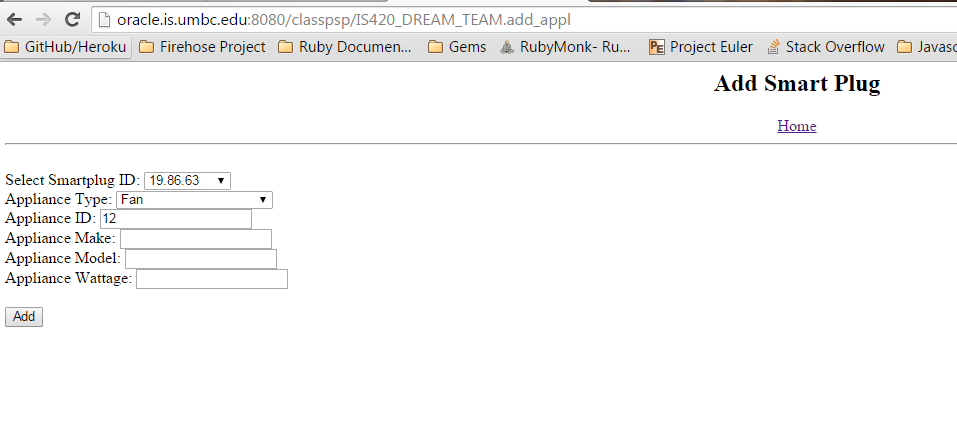 oracle.is.umbc.edu:8080/classpsp/IS420_DREAM_TEAM.add_appl
GitHub/Heroku Firehose Project Ruby Documen... Gems RubyMonk- Ru... PE Project Euler Stack Overflow Javasc
Add Smart Plug
Home
Select Smartplug ID: 19.86.63
Appliance Type: Fan
Appliance ID: 12
Appliance Make:
Appliance Model:
Appliance Wattage:
Add